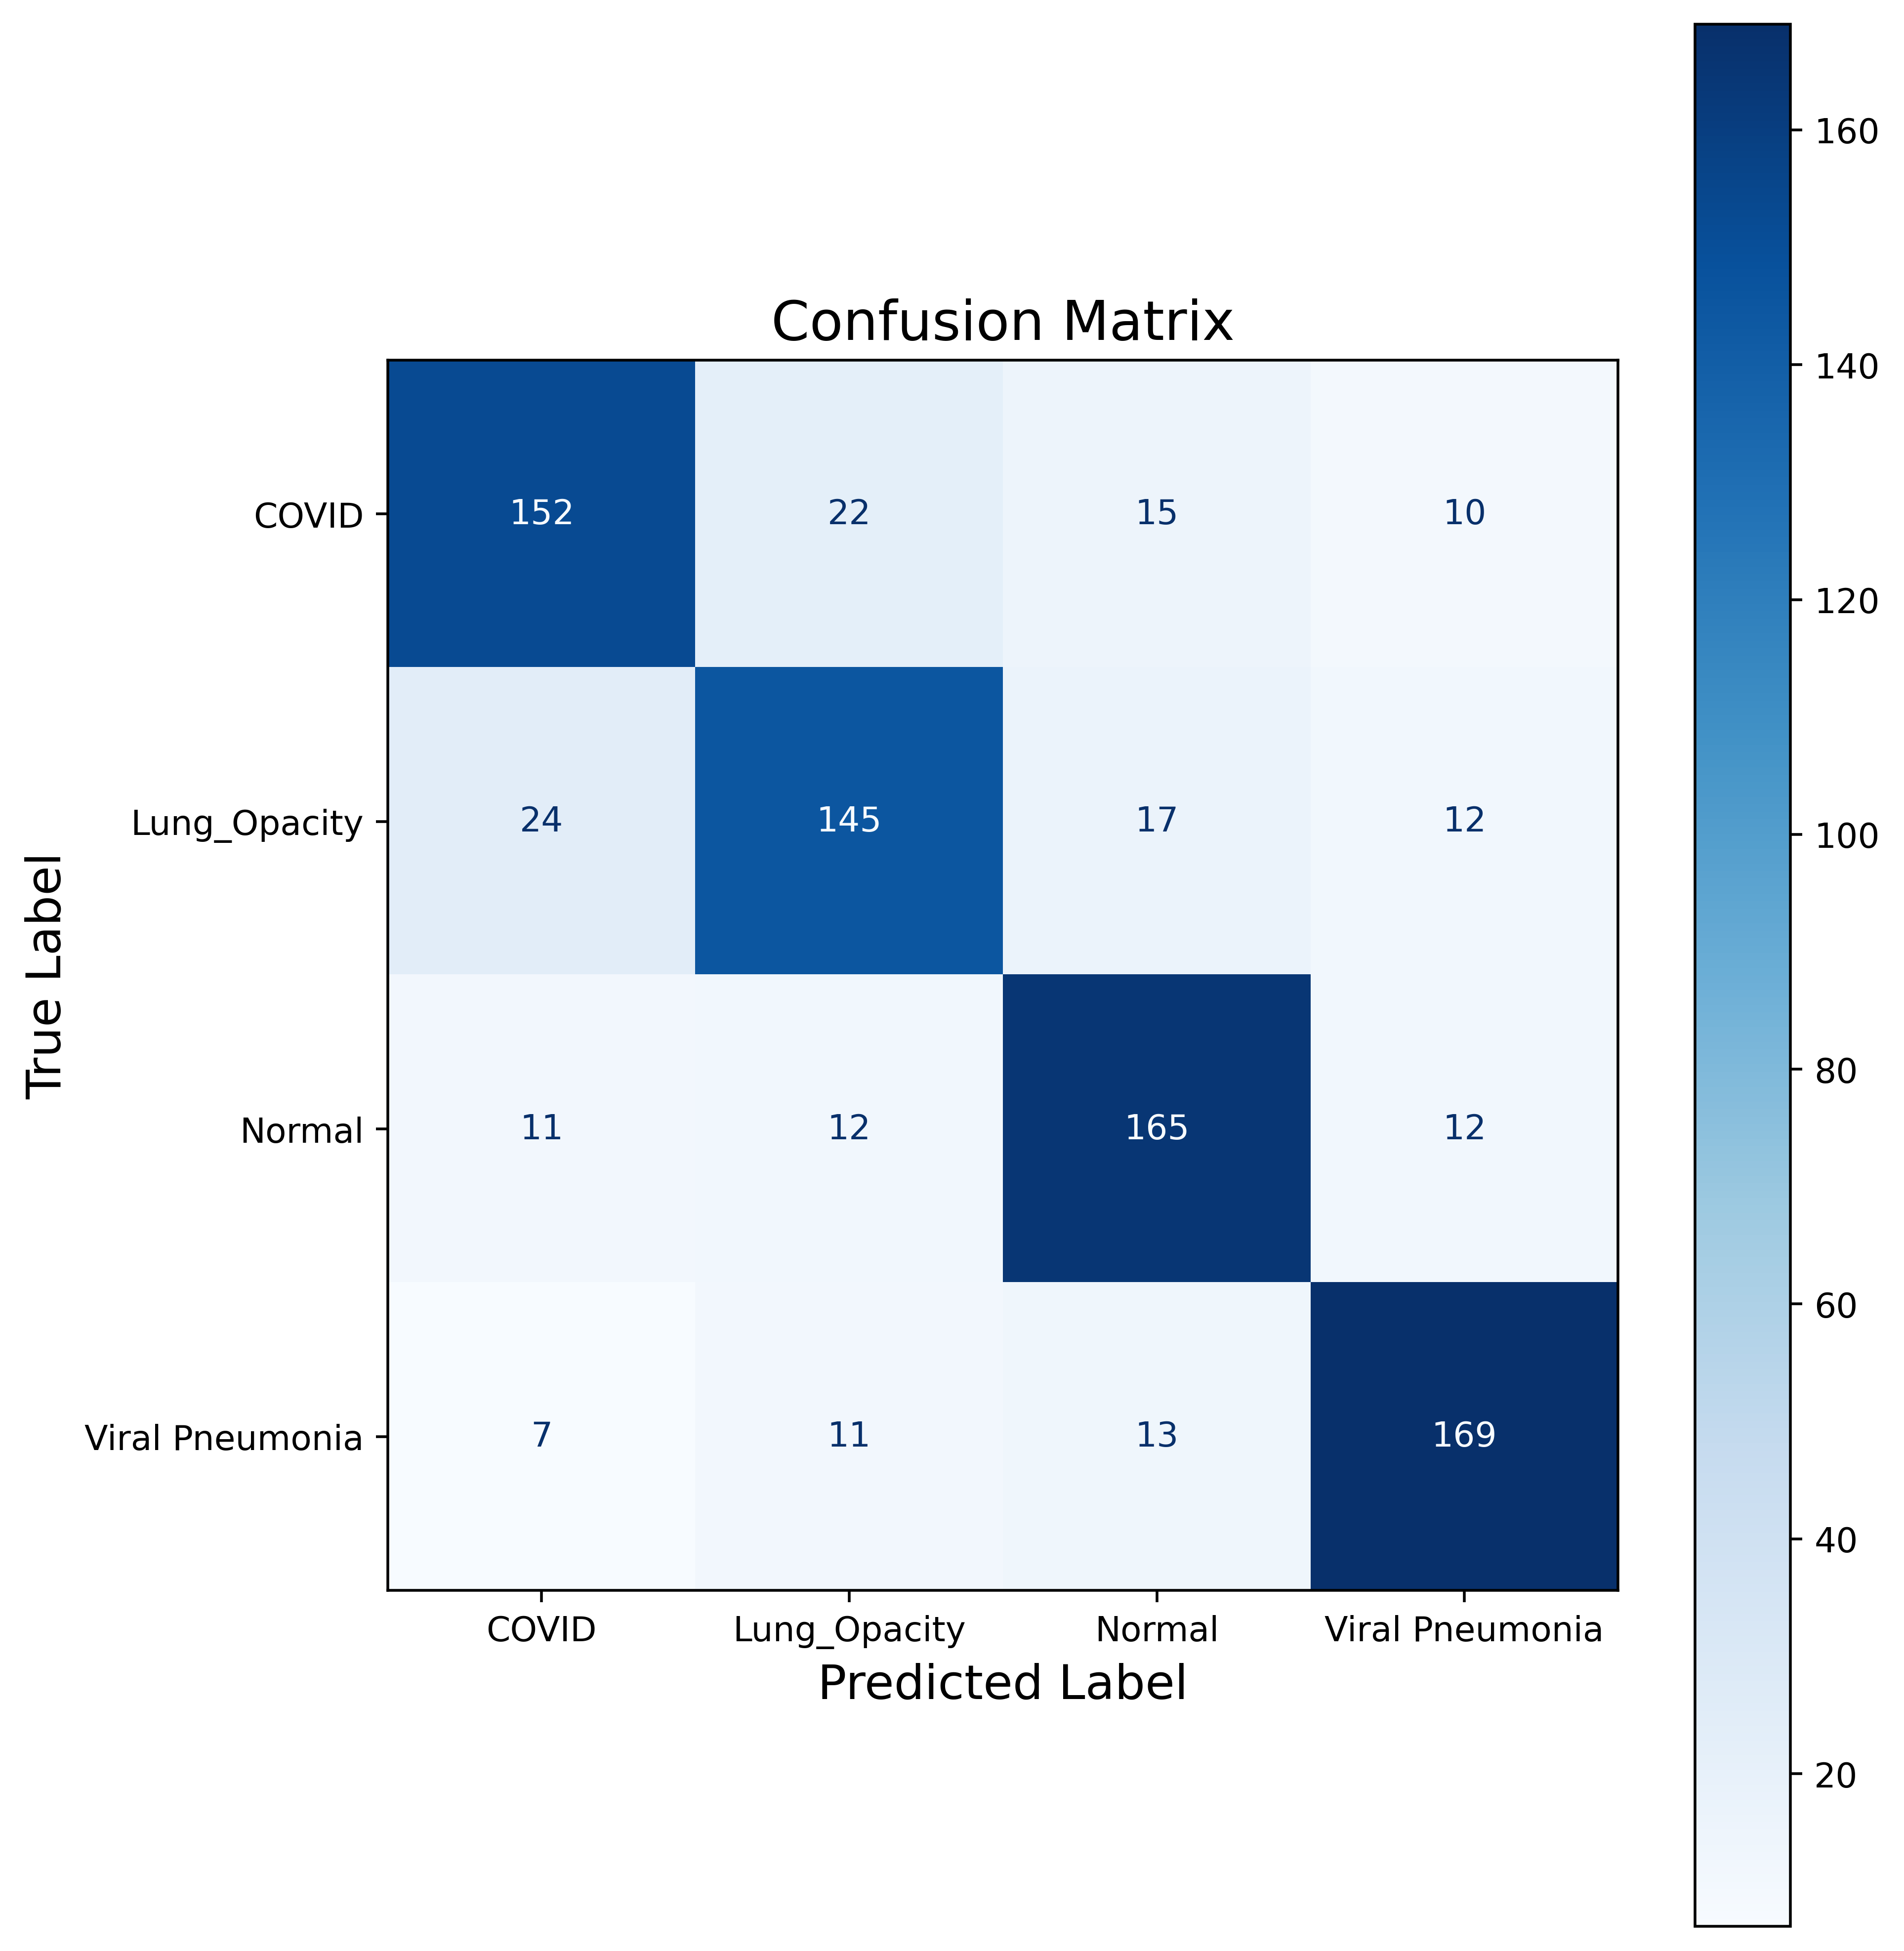 Confusion Matrix
True Label
COVID 152 22 15 10
Lung_Opacity 24 145 17 12
Normal 11 12 165 12
Viral Pneumonia 7 11 13 169
COVID Lung_Opacity Normal Viral Pneumonia
Predicted Label
160
140
120
100
80
60
40
20